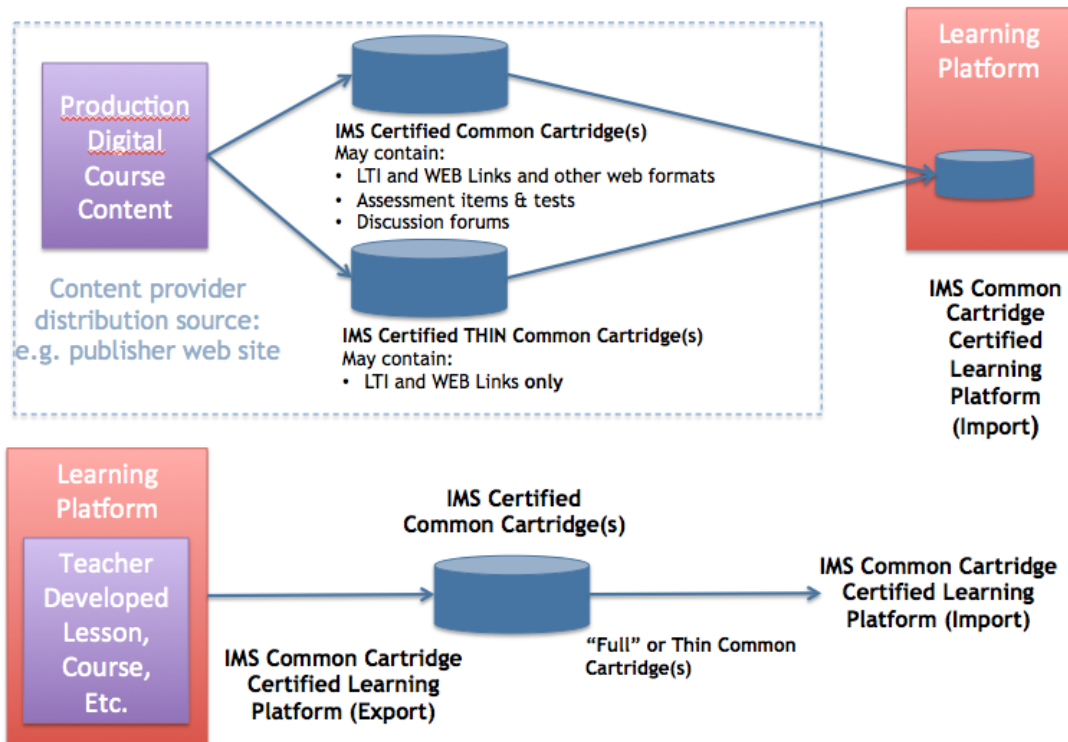 Production
Digital
Course
Content
Content provider
distribution source:
e.g. publisher web site
IMS Certified Common Cartridge(s)
May contain:
• LTI and WEB Links and other web formats
• Assessment items & tests
• Discussion forums
IMS Certified THIN Common Cartridge(s)
May contain:
• LTI and WEB Links only
Learning
Platform
IMS Common
Cartridge
Certified
Learning
Platform
(Import)
Learning
Platform
Teacher
Developed
Lesson,
Course,
Etc.
IMS Common Cartridge
Certified Learning
Platform (Export)
IMS Certified
Common Cartridge(s)
“Full” or Thin Common
Cartridge(s)
IMS Common Cartridge
Certified Learning
Platform (Import)